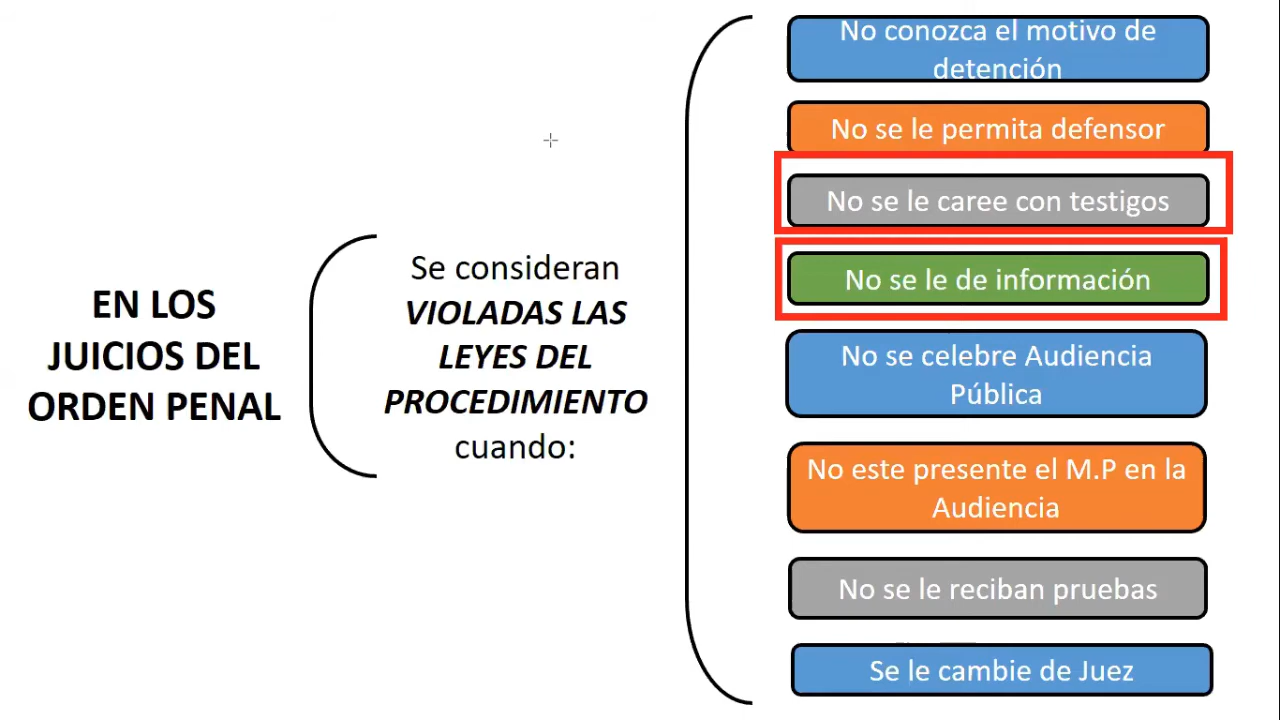 EN LOS
JUICIOS DEL
ORDEN PENAL
Se consideran
VIOLADAS LAS
LEYES DEL
PROCEDIMIENTO
cuando:
No conozca el motivo de
detención
No se le permita defensor
No se le caree con testigos
No se le de información
No se celebre Audiencia
Pública
No este presente el M.P en la
Audiencia
No se le reciban pruebas
Se le cambie de Juez